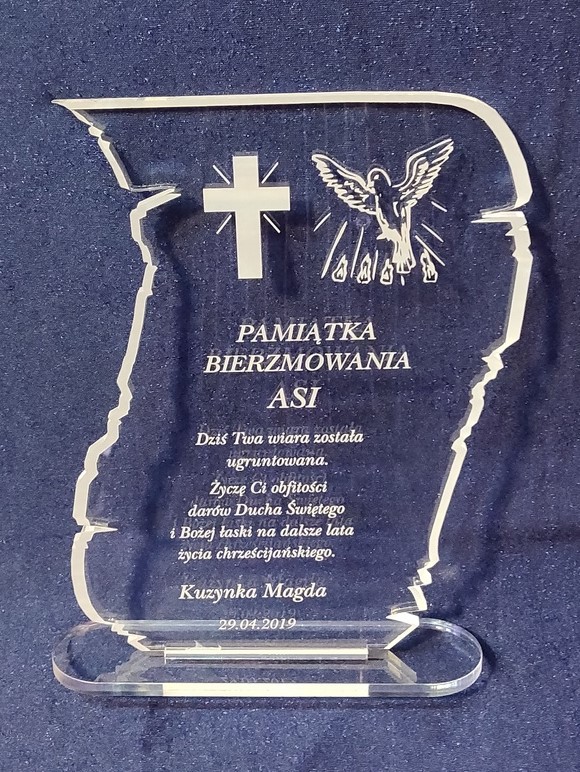 PAMIĄTKA
BIERZMOWANIA
ASI
Dziś Twa wiara została
ugruntowana.
Życzę Ci obfitości
darów Ducha Świętego
i Bożej łaski na dalsze lata
życia chrześcijańskiego.
Kuzynka Magda
29.04.2019